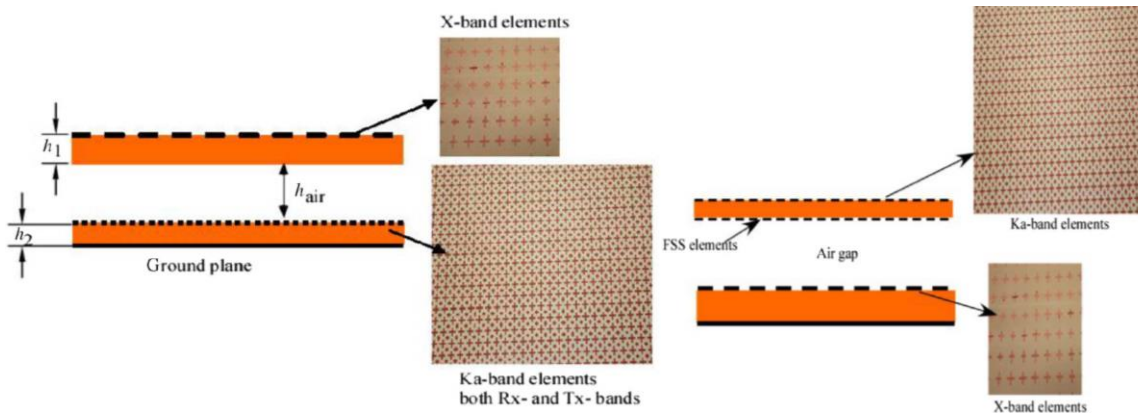 X-band elements
h1
hair
h2
Ground plane
Ka-band elements
both Rx- and Tx- bands
Ka-band elements
FSS elements
Air gap
X-band elements